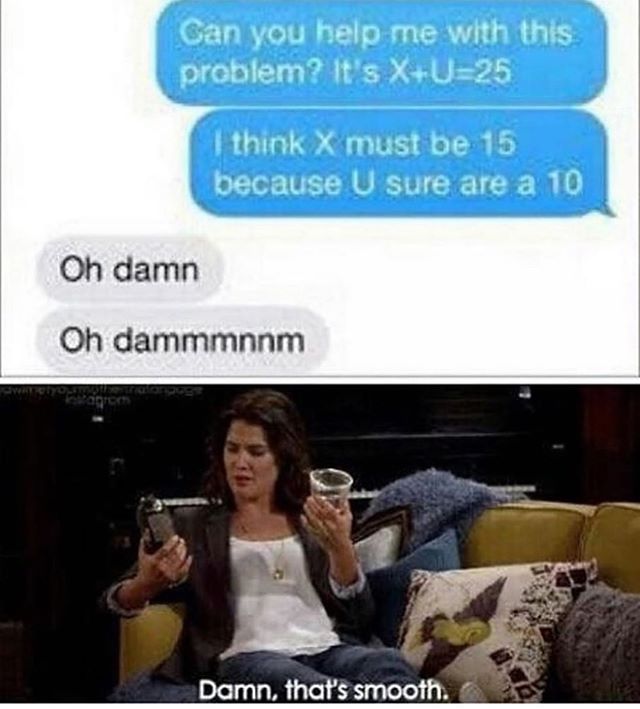 Can you help me with this
problem? It's X+U=25
I think X must be 15
because U sure are a 10
Oh damn
Oh dammmnnm
instagram
Damn, that's smooth.